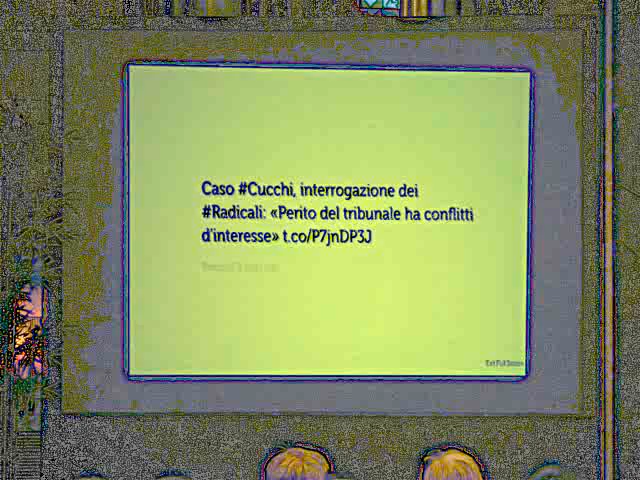 Caso #Cucchi, interrogazione dei
#Radicali: «Perito del tribunale ha conflitti
d'interesse» t.co/P7jnDP3J